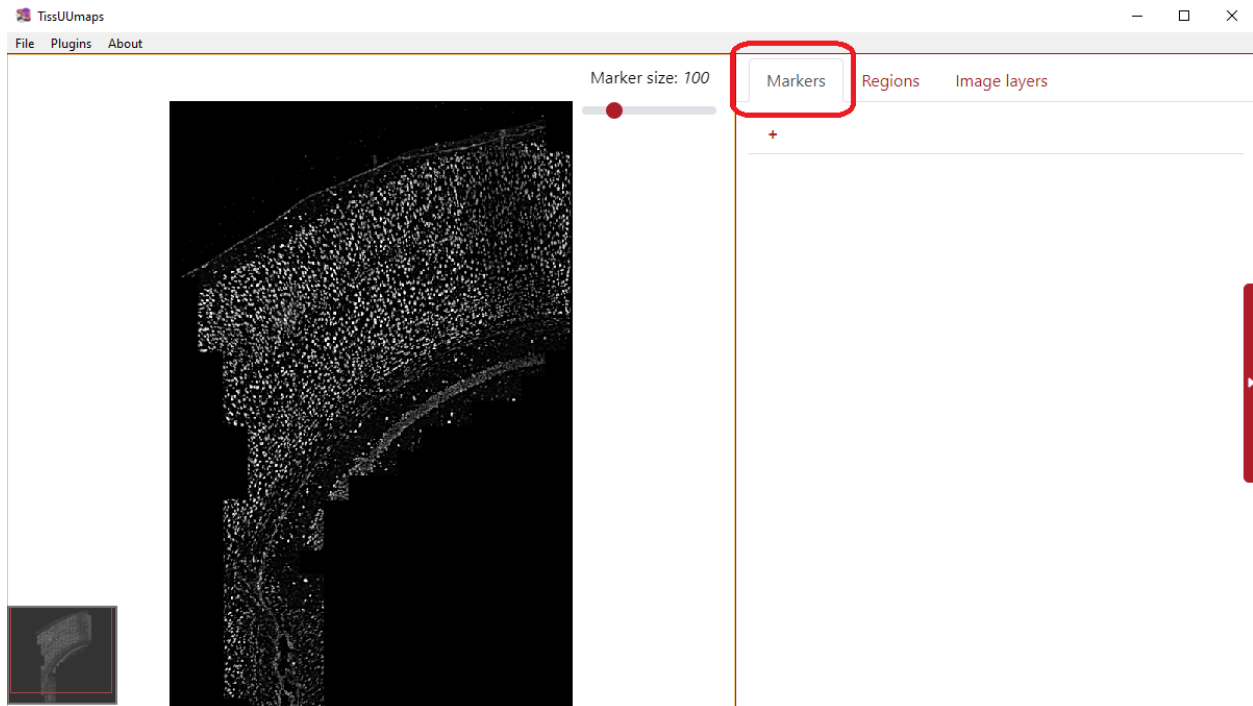 TissUUmaps
File Plugins About
Marker size: 100
Markers Regions Image layers
+